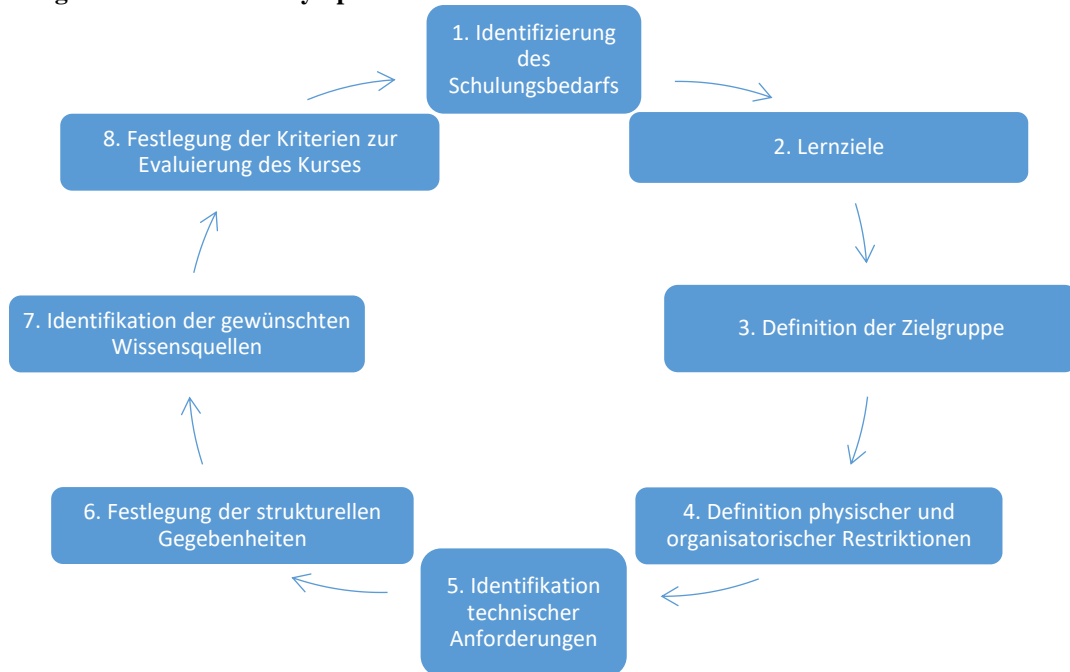 1. Identifizierung
des
Schulungsbedarfs
2. Lernziele
3. Definition der Zielgruppe
4. Definition physischer und
organisatorischer Restriktionen
5. Identifikation
technischer
Anforderungen
6. Festlegung der strukturellen
Gegebenheiten
7. Identifikation der gewünschten
Wissensquellen
8. Festlegung der Kriterien zur
Evaluierung des Kurses